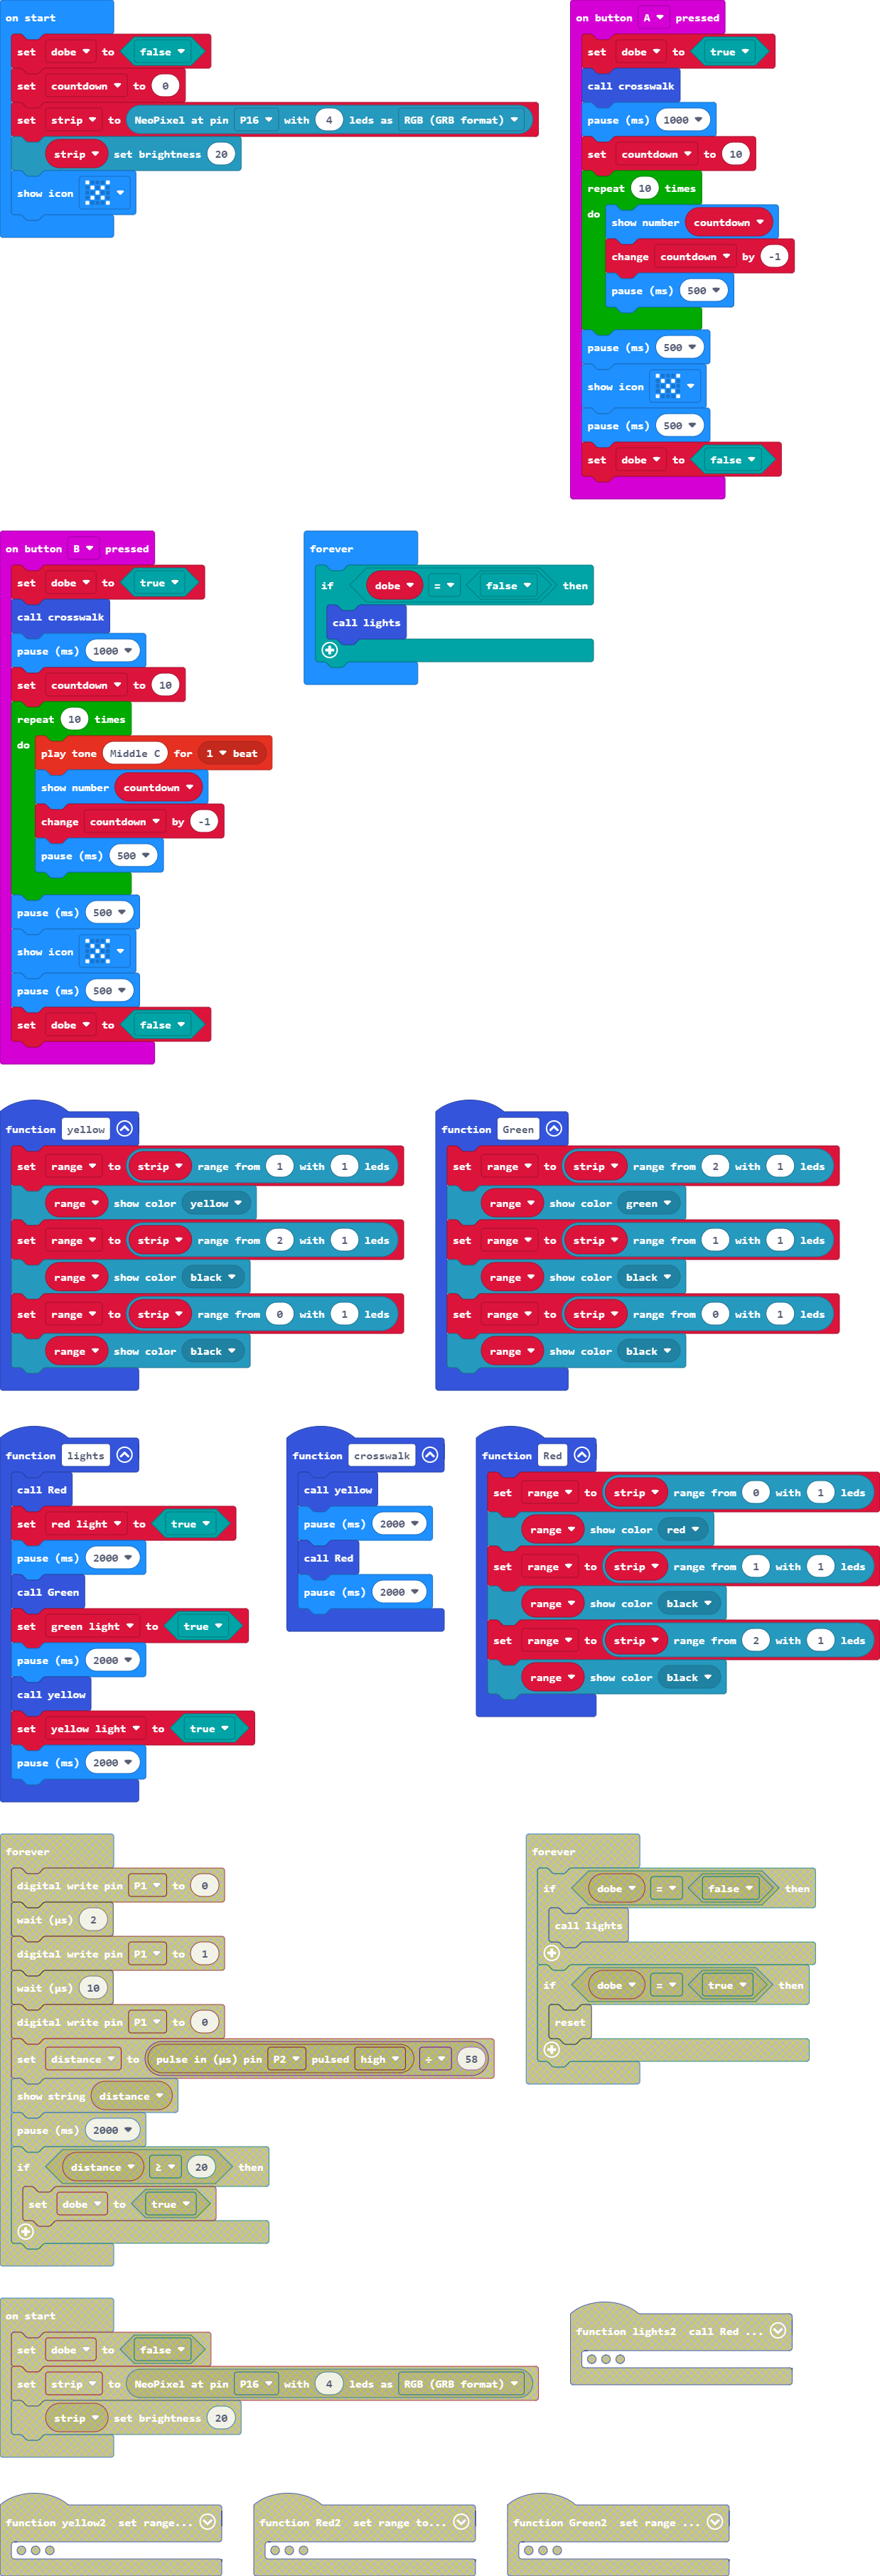 on start
set dobe to false
set countdown to 0
set strip to NeoPixel at pin P16 with 4 leds as RGB (GRB format)
strip set brightness 20
show icon
on button A pressed
set dobe to true
call crosswalk
pause (ms) 1000
set countdown to 10
repeat 10 times
do show number countdown
change countdown by -1
pause (ms) 500
pause (ms) 500
show icon
pause (ms) 500
set dobe to false
on button B pressed
set dobe to true
call crosswalk
pause (ms) 1000
set countdown to 10
repeat 10 times
do play tone Middle C for 1 beat
show number countdown
change countdown by -1
pause (ms) 500
pause (ms) 500
show icon
pause (ms) 500
set dobe to false
forever
if dobe = false then
call lights
function yellow
set range to strip range from 1 with 1 leds
range show color yellow
set range to strip range from 2 with 1 leds
range show color black
set range to strip range from 0 with 1 leds
range show color black
function Green
set range to strip range from 2 with 1 leds
range show color green
set range to strip range from 1 with 1 leds
range show color black
set range to strip range from 0 with 1 leds
range show color black
function lights
call Red
set red light to true
pause (ms) 2000
call Green
set green light to true
pause (ms) 2000
call yellow
set yellow light to true
pause (ms) 2000
function crosswalk
call yellow
pause (ms) 2000
call Red
pause (ms) 2000
function Red
set range to strip range from 0 with 1 leds
range show color red
set range to strip range from 1 with 1 leds
range show color black
set range to strip range from 2 with 1 leds
range show color black
forever
digital write pin P1 to 0
wait (µs) 2
digital write pin P1 to 1
wait (µs) 10
digital write pin P1 to 0
set distance to pulse in (µs) pin P2 pulsed high ÷ 58
show string distance
pause (ms) 2000
if distance ≥ 20 then
set dobe to true
forever
if dobe = false then
call lights
if dobe = true then
reset
on start
set dobe to false
set strip to NeoPixel at pin P16 with 4 leds as RGB (GRB format)
strip set brightness 20
function lights2 call Red ...
function yellow2 set range...
function Red2 set range to...
function Green2 set range ...